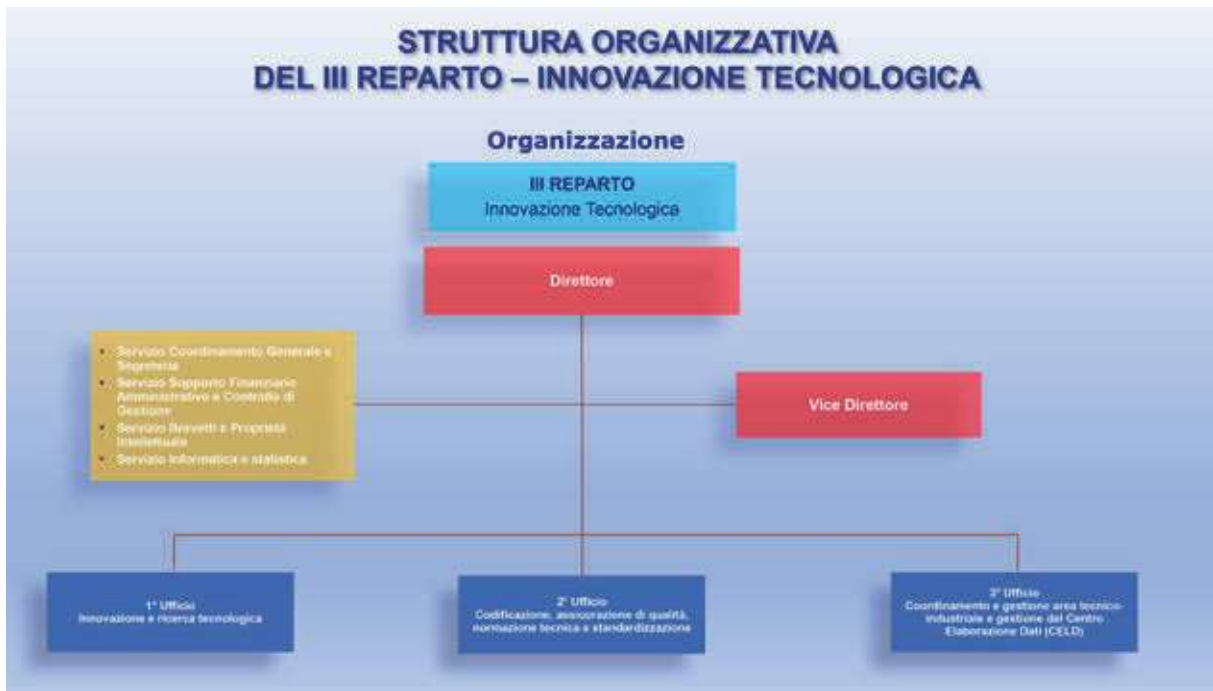 STRUTTURA ORGANIZZATIVA
DEL III REPARTO – INNOVAZIONE TECNOLOGICA
Organizzazione
III REPARTO
Innovazione Tecnologica
Direttore
• Servizio Coordinamento Generale e
Segreteria
• Servizio Supporto Finanziario
Amministrativo e Controllo di
Gestione
• Servizio Brevetti e Proprietà
Intellettuale
• Servizio Informatica e statistica
Vice Direttore
1° Ufficio
Innovazione e ricerca tecnologica
2° Ufficio
Codificazione, assicurazione di qualità,
normazione tecnica e standardizzazione
3° Ufficio
Coordinamento e gestione area tecnico-
industriale e gestione del Centro
Elaborazione Dati (CELD)